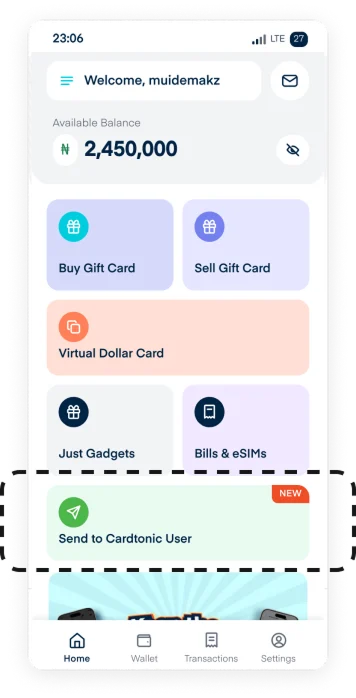 23:06 LTE 27
Welcome, muidemakz
Available Balance
₦ 2,450,000
Buy Gift Card Sell Gift Card
Virtual Dollar Card
Just Gadgets Bills & eSIMs
NEW
Send to Cardtonic User
Home Wallet Transactions Settings